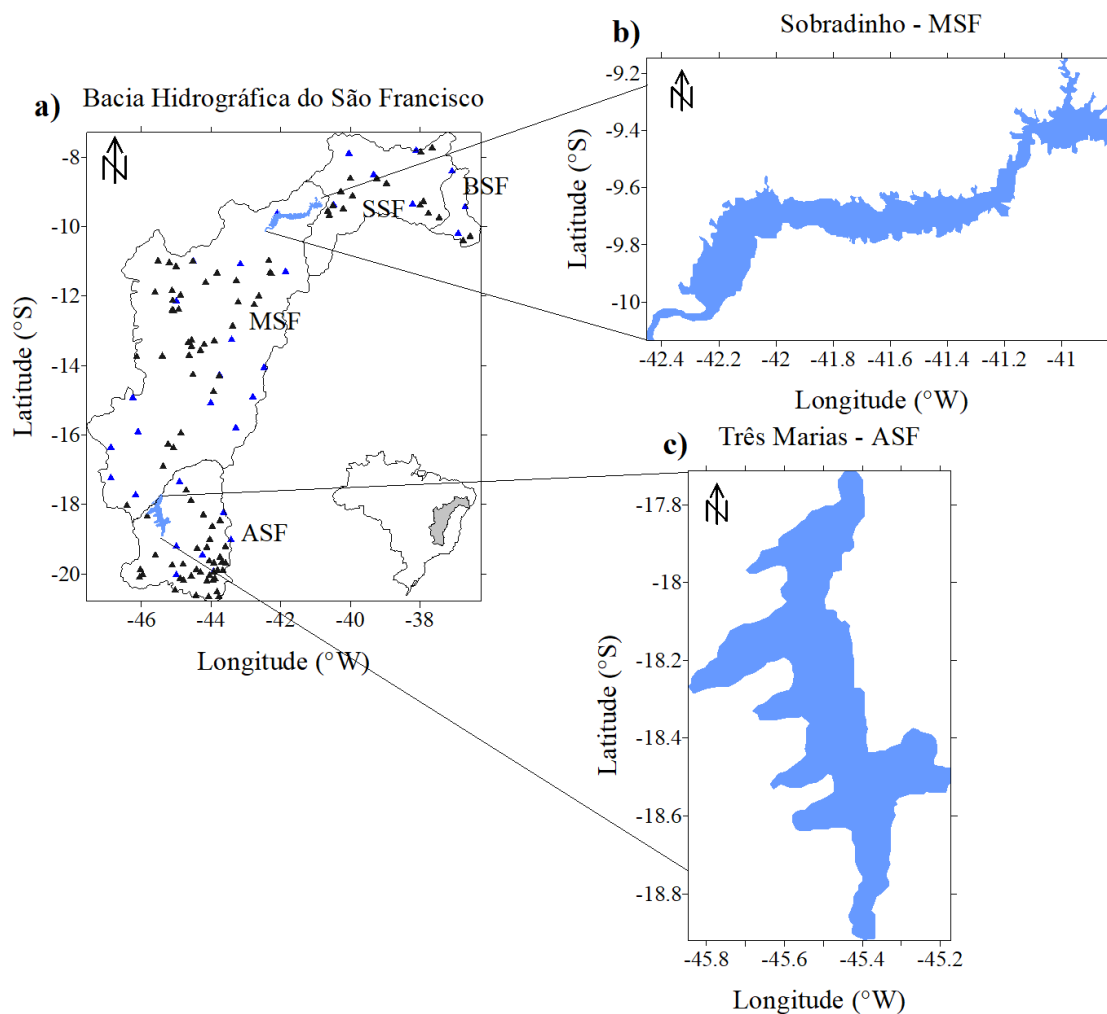 a) Bacia Hidrográfica do São Francisco
N
-8
-10
-12
-14
-16
-18
-20
Latitude (°S)
BSF
SSF
MSF
ASF
-46 -44 -42 -40 -38
Longitude (°W)
b) Sobradinho - MSF
N
-9.2
-9.4
-9.6
-9.8
-10
Latitude (°S)
-42.4 -42.2 -42 -41.8 -41.6 -41.4 -41.2 -41
Longitude (°W)
c) Três Marias - ASF
N
-17.8
-18
-18.2
-18.4
-18.6
-18.8
Latitude (°S)
-45.8 -45.6 -45.4 -45.2
Longitude (°W)